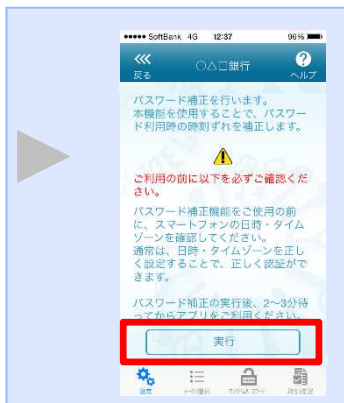 ●●●●● SoftBank 4G 12:37 96%
戻る
○△□銀行
?
ヘルプ
パスワード補正を行います。
本機能を使用することで、パスワー
ド利用時の時刻ずれを補正します。
ご利用の前に以下を必ずご確認くだ
さい。
パスワード補正機能をご使用の前
に、スマートフォンの日時・タイム
ゾーンを確認してください。
通常は、日時・タイムゾーンを正し
く設定することで、正しく認証がで
きます。
パスワード補正の実行後、2〜3分待
ってからアプリをご利用ください。
実行
設定